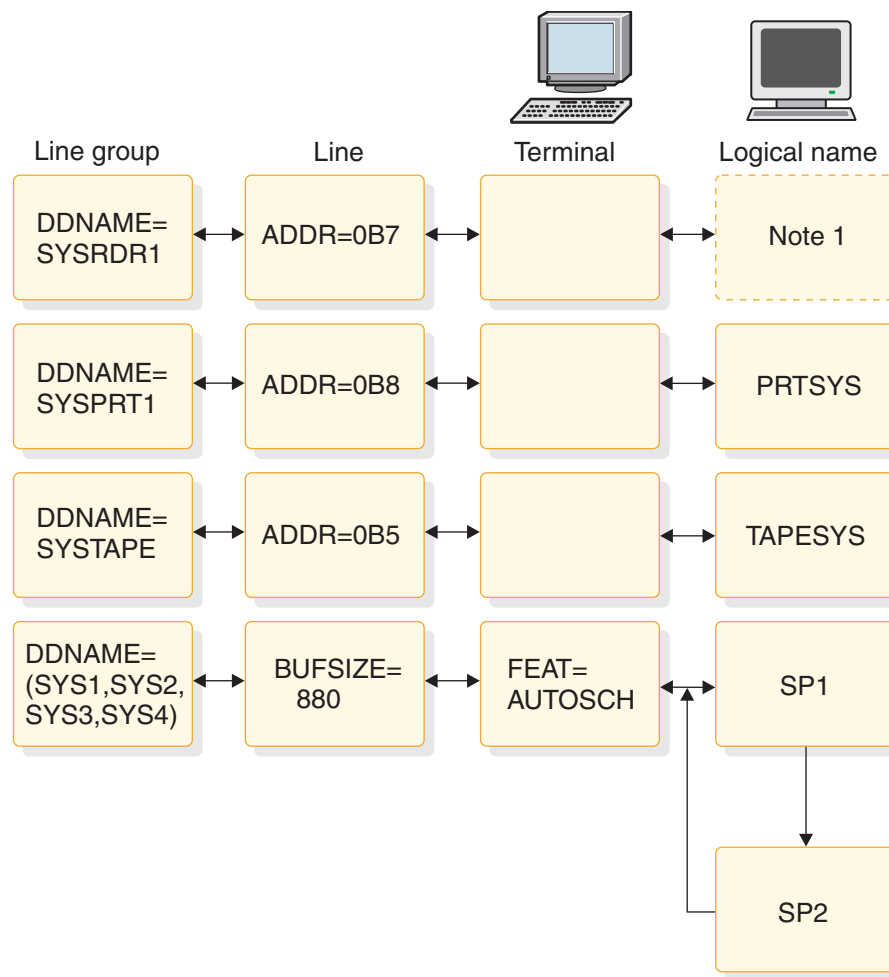 Line group
Line
Terminal
Logical name
DDNAME=
SYSRDR1
ADDR=0B7
Note 1
DDNAME=
SYSPRT1
ADDR=0B8
PRTSYS
DDNAME=
SYSTAPE
ADDR=0B5
TAPESYS
DDNAME=
(SYS1,SYS2,
SYS3,SYS4)
BUFSIZE=
880
FEAT=
AUTOSCH
SP1
SP2